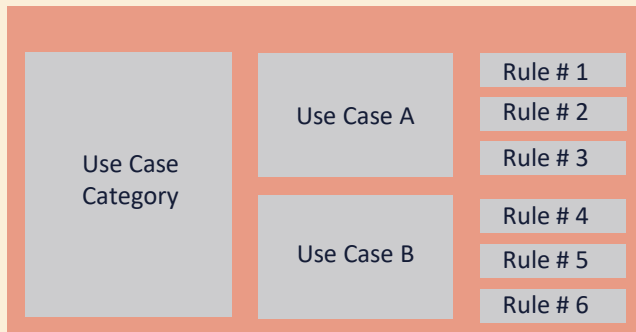 Use Case
Category
Use Case A
Use Case B
Rule # 1
Rule # 2
Rule # 3
Rule # 4
Rule # 5
Rule # 6